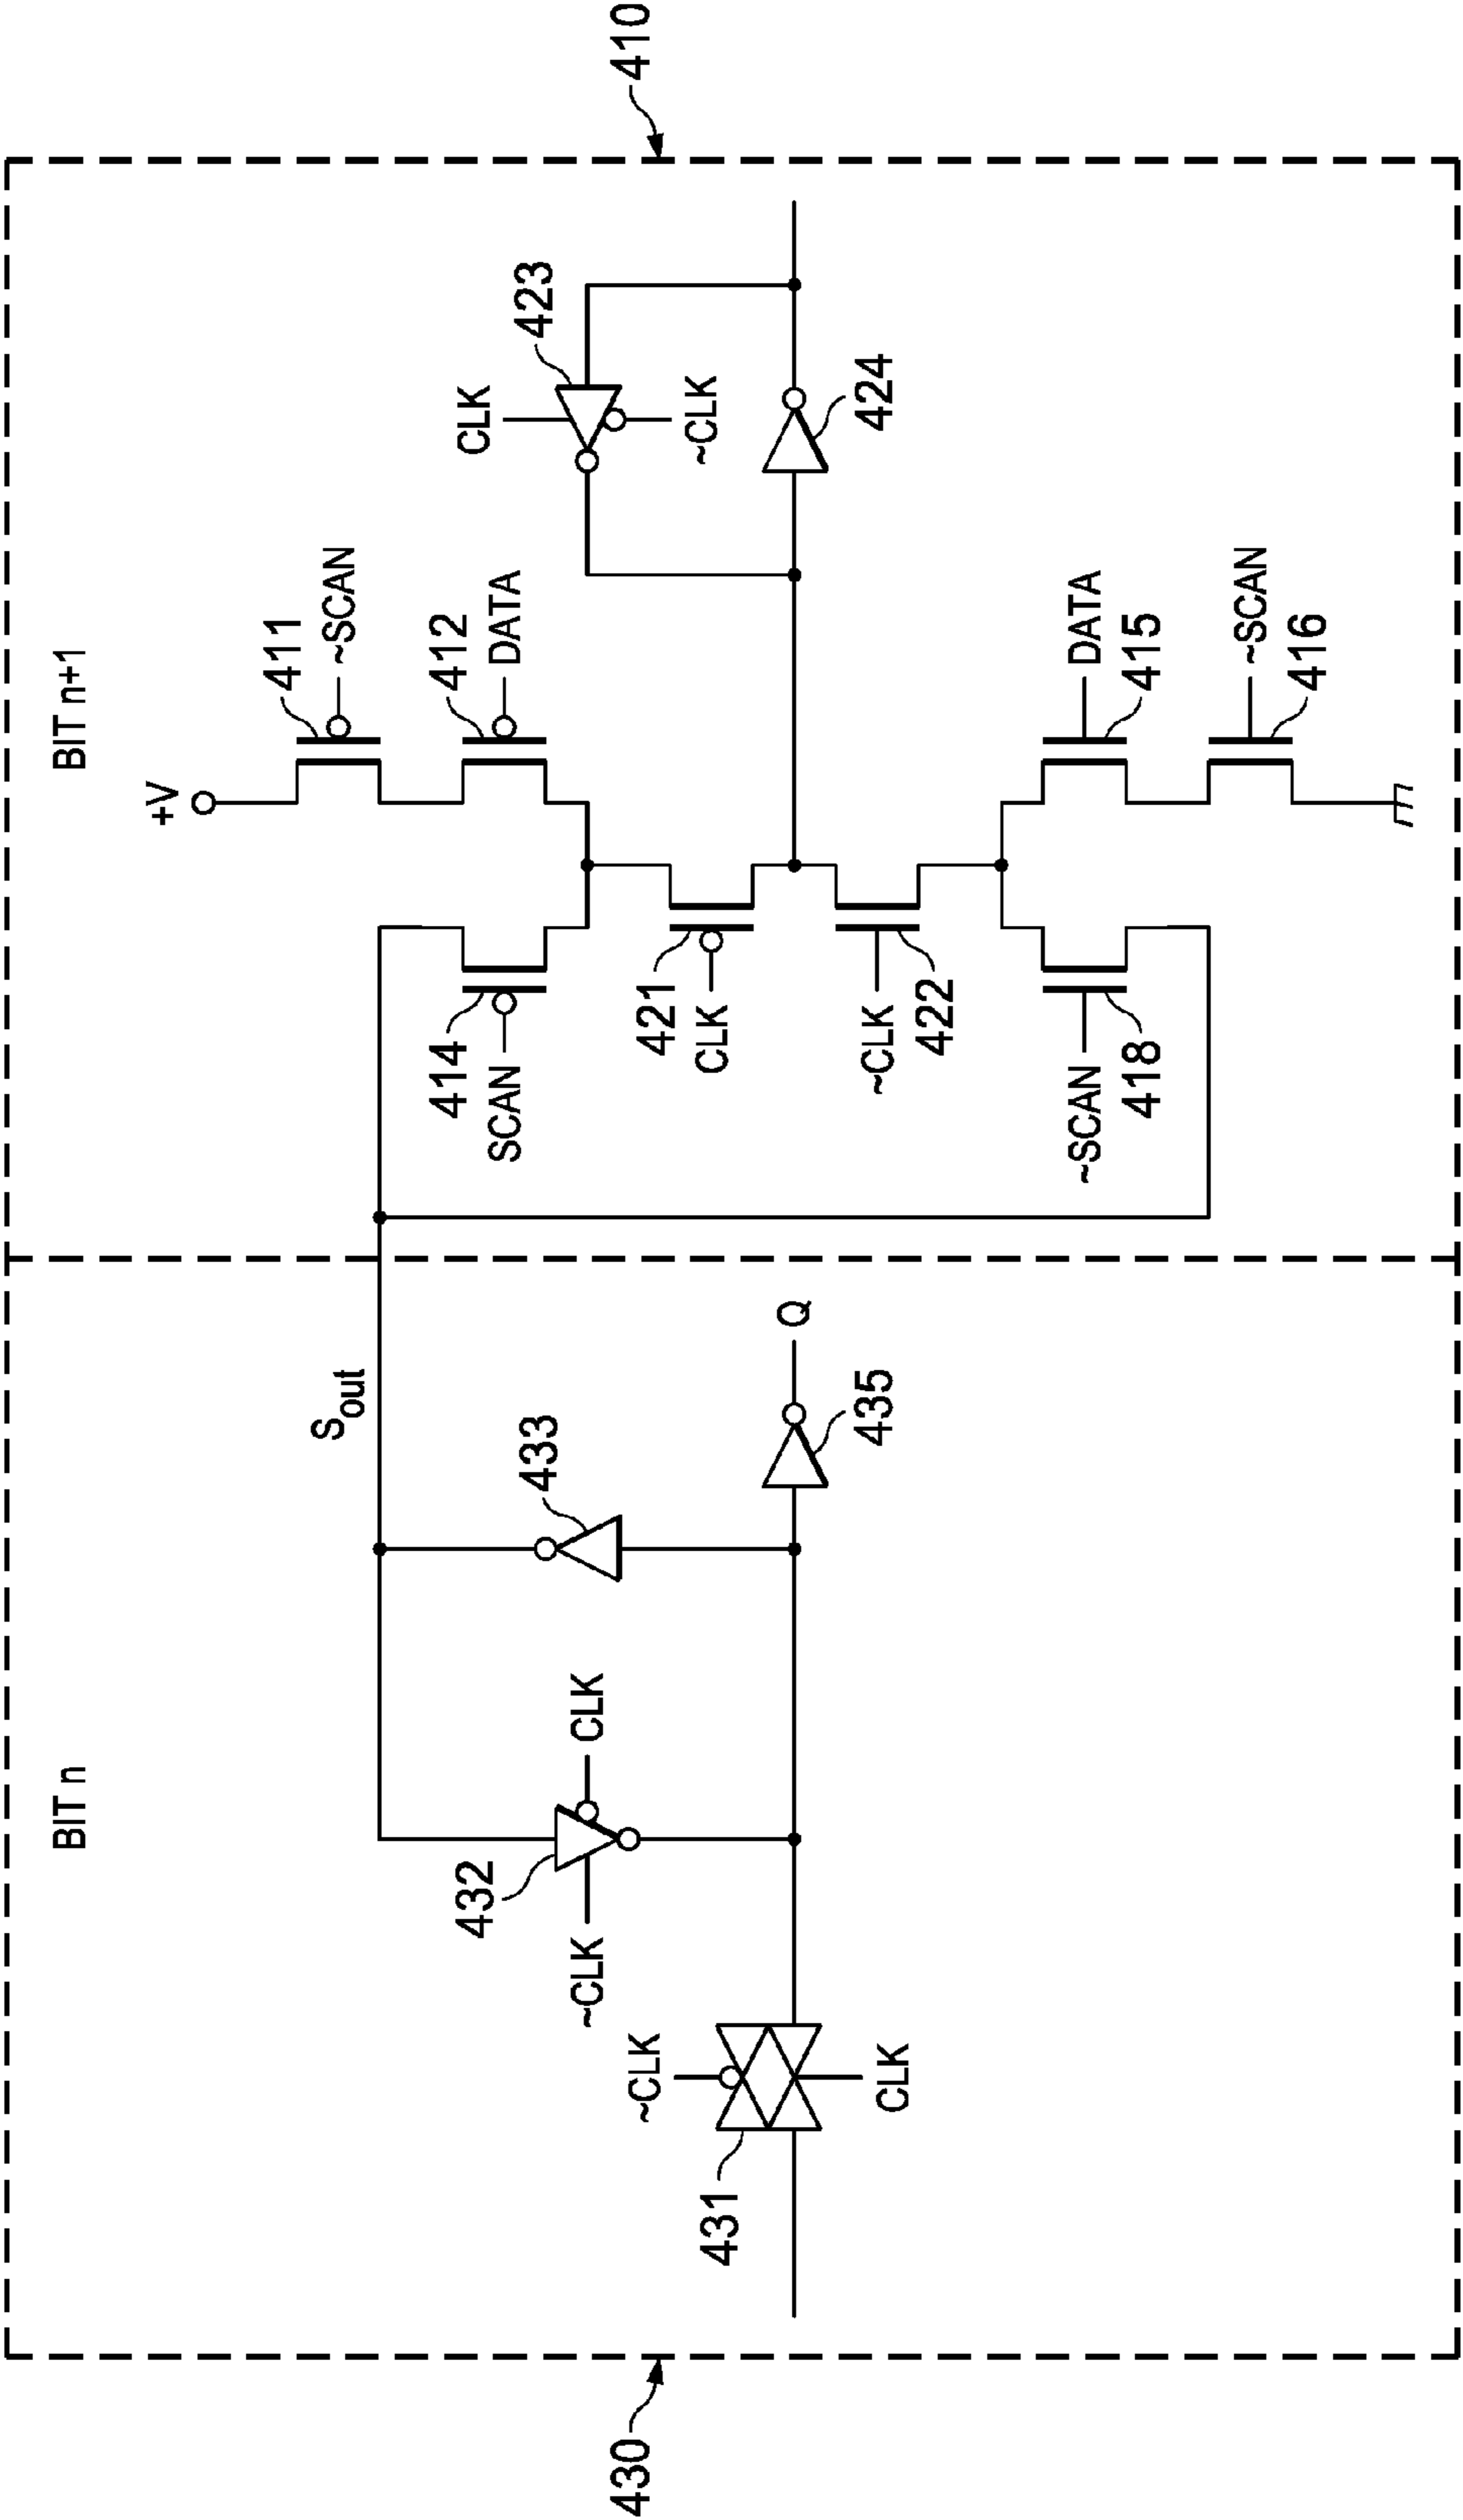 BIT n
BIT n+1
430
410
431
~CLK
CLK
432
~CLK
CLK
433
Sout
435
Q
+V
411
~SCAN
412
DATA
414
SCAN
421
CLK
~CLK
422
~SCAN
418
DATA
415
~SCAN
416
423
CLK
~CLK
424